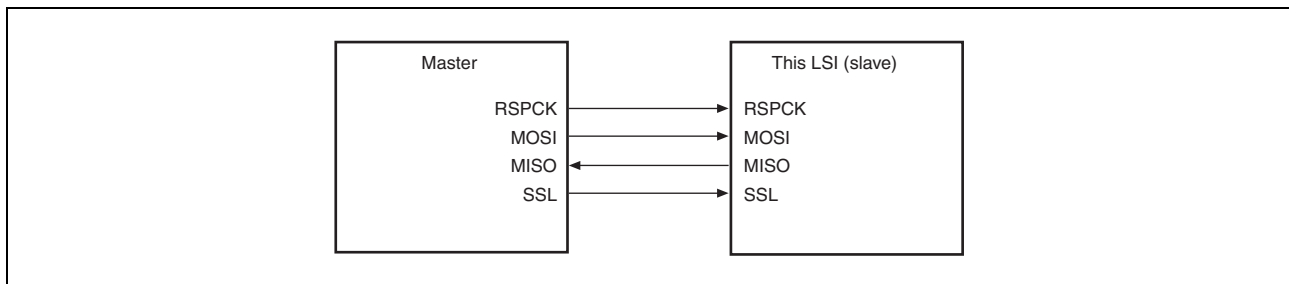 Master
RSPCK
MOSI
MISO
SSL
This LSI (slave)
RSPCK
MOSI
MISO
SSL